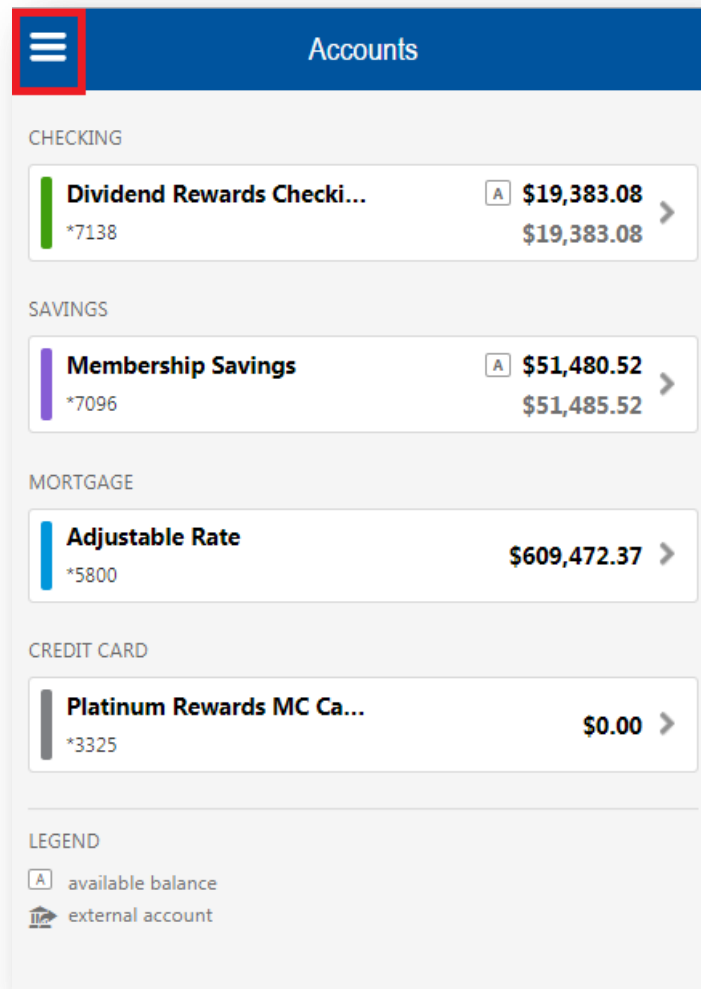 Accounts
CHECKING
Dividend Rewards Checki... A $19,383.08
*7138 $19,383.08
SAVINGS
Membership Savings A $51,480.52
*7096 $51,485.52
MORTGAGE
Adjustable Rate $609,472.37
*5800
CREDIT CARD
Platinum Rewards MC Ca... $0.00
*3325
LEGEND
A available balance
external account